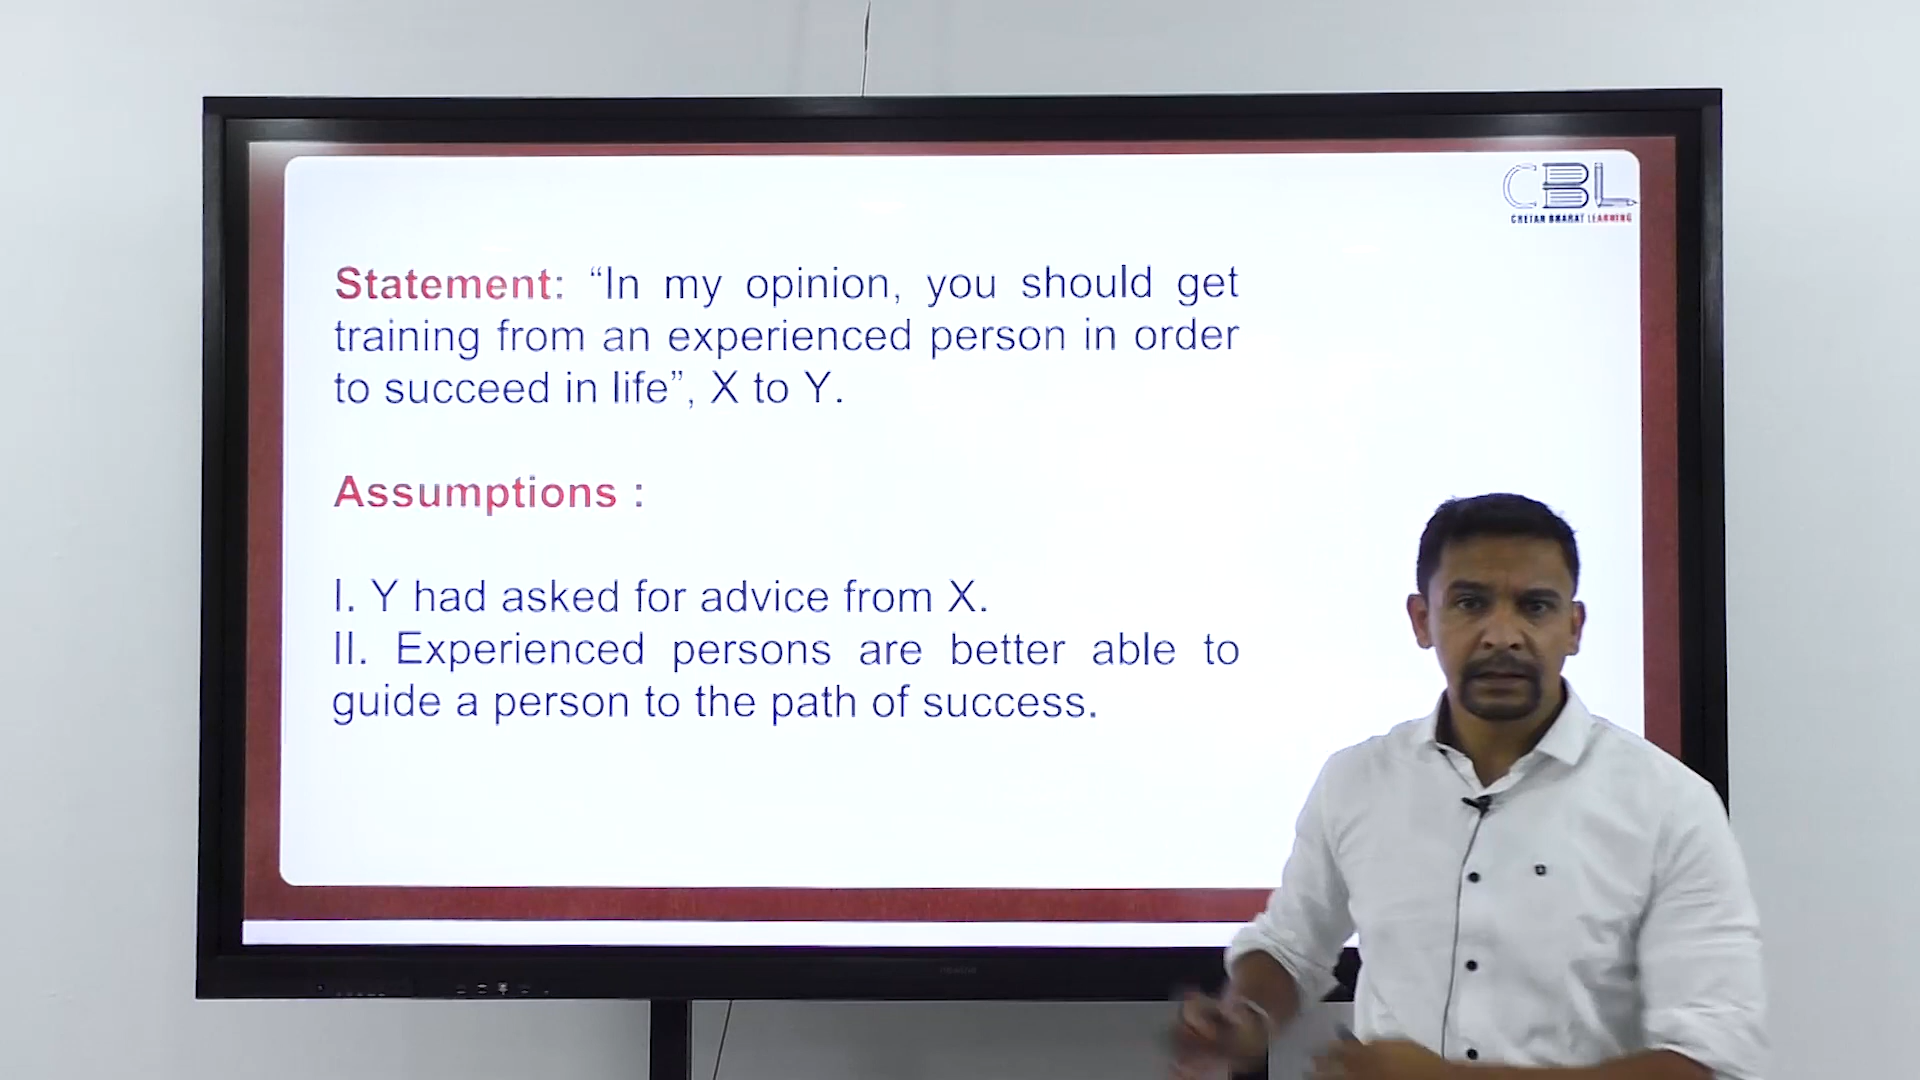 CBL
CHETAN BHARAT LEARNING
Statement: “In my opinion, you should get
training from an experienced person in order
to succeed in life”, X to Y.
Assumptions :
I. Y had asked for advice from X.
II. Experienced persons are better able to
guide a person to the path of success.